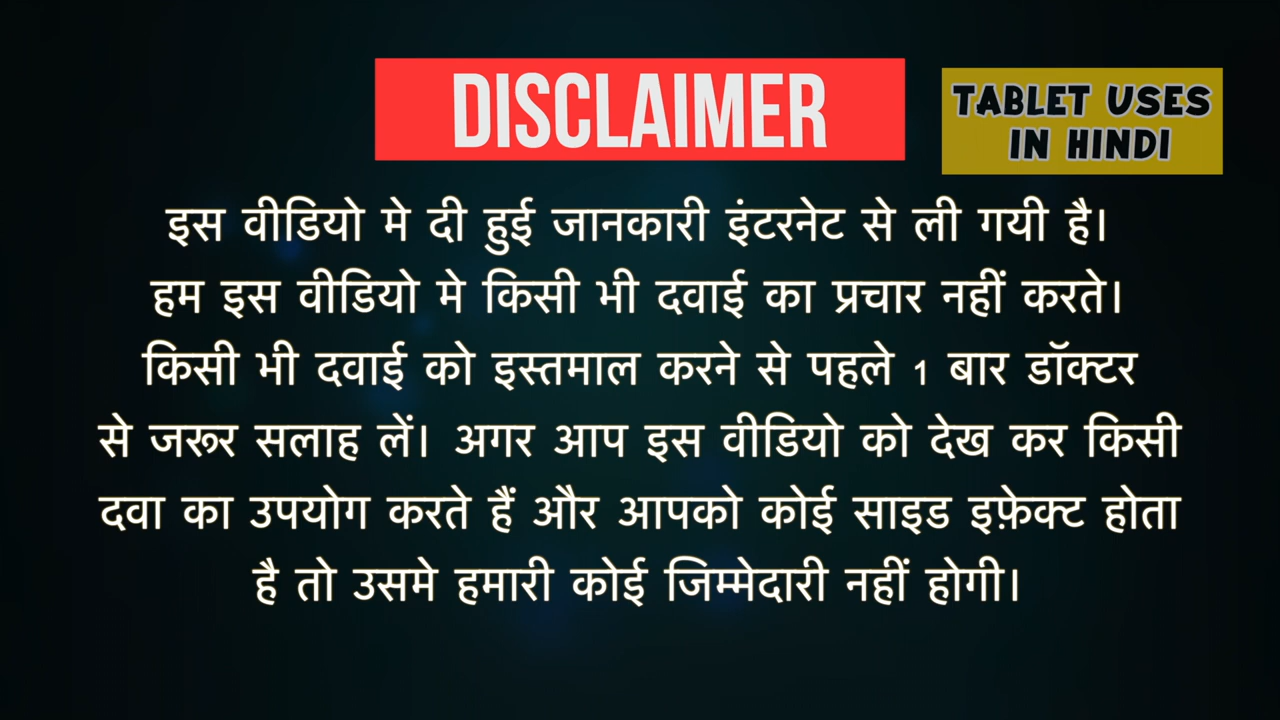 DISCLAIMER
TABLET USES
IN HINDI
इस वीडियो मे दी हुई जानकारी इंटरनेट से ली गयी है।
हम इस वीडियो मे किसी भी दवाई का प्रचार नहीं करते।
किसी भी दवाई को इस्तमाल करने से पहले 1 बार डॉक्टर
से जरूर सलाह लें। अगर आप इस वीडियो को देख कर किसी
दवा का उपयोग करते हैं और आपको कोई साइड इफ़ेक्ट होता
है तो उसमे हमारी कोई जिम्मेदारी नहीं होगी।